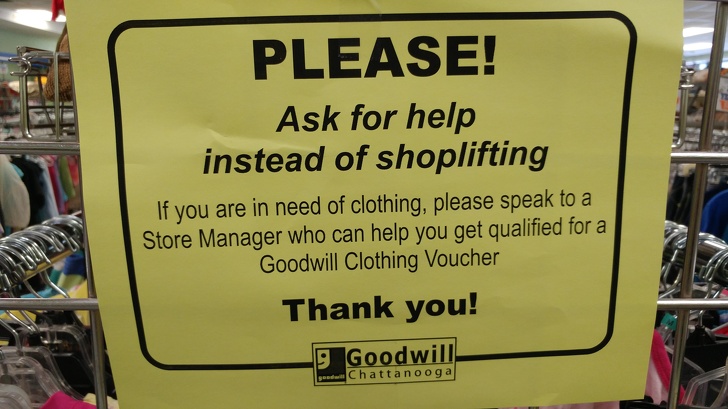 PLEASE!
Ask for help
instead of shoplifting
If you are in need of clothing, please speak to a
Store Manager who can help you get qualified for a
Goodwill Clothing Voucher
Thank you!
goodwill
Goodwill
Chattanooga